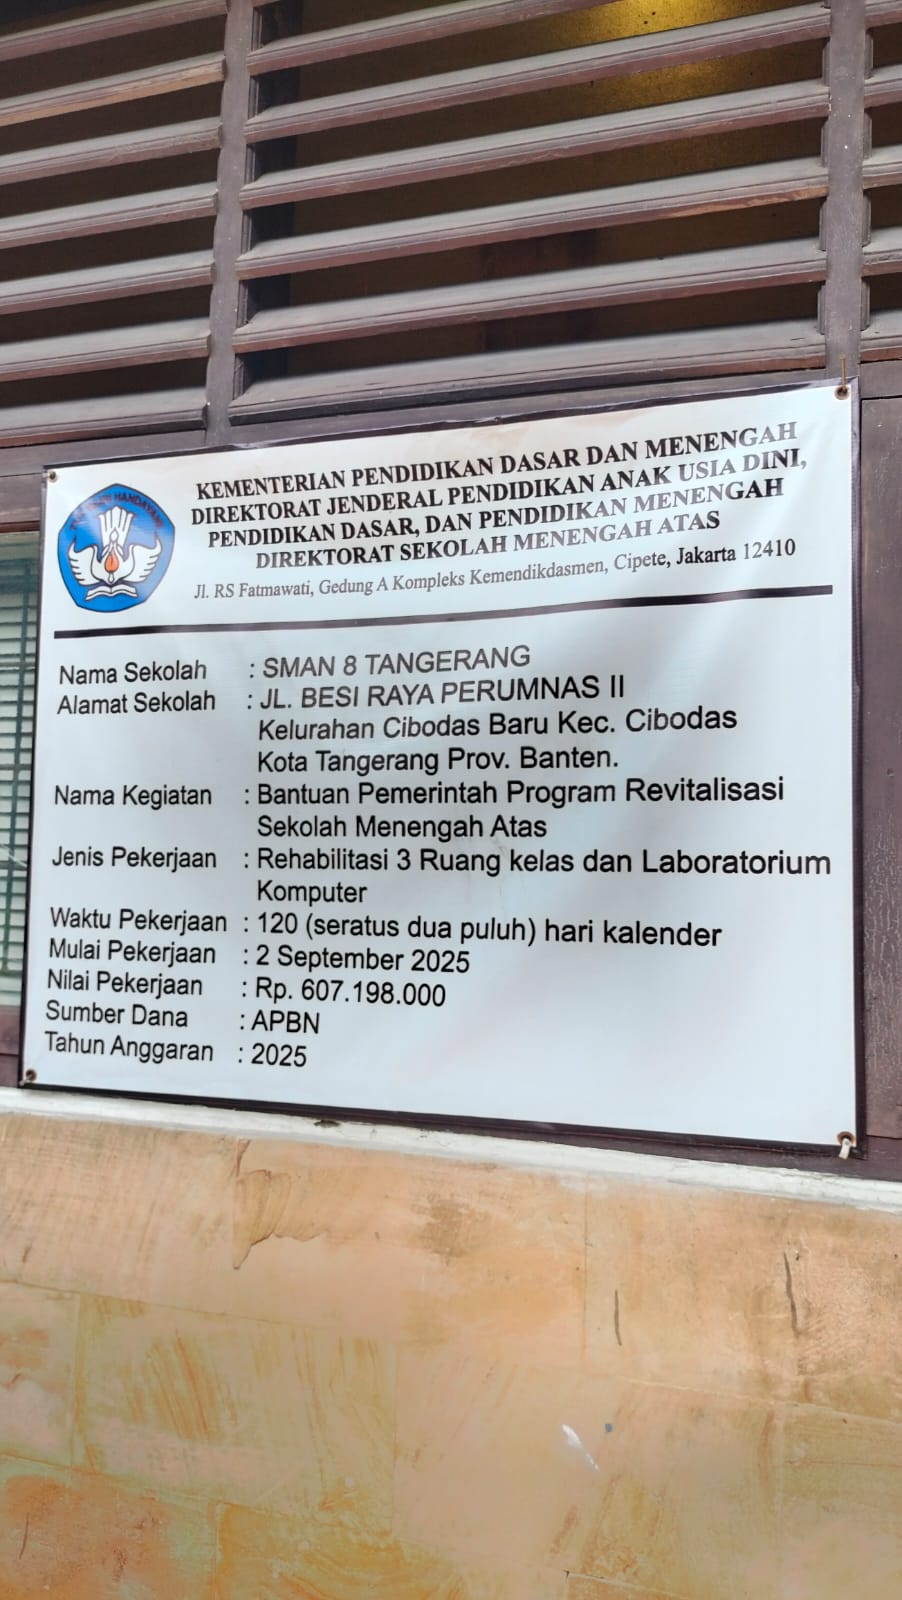 KEMENTERIAN PENDIDIKAN DASAR DAN MENENGAH
DIREKTORAT JENDERAL PENDIDIKAN ANAK USIA DINI,
PENDIDIKAN DASAR, DAN PENDIDIKAN MENENGAH
DIREKTORAT SEKOLAH MENENGAH ATAS
Jl. RS Fatmawati, Gedung A Kompleks Kemendikdasmen, Cipete, Jakarta 12410
Nama Sekolah : SMAN 8 TANGERANG
Alamat Sekolah : JL. BESI RAYA PERUMNAS II
Kelurahan Cibodas Baru Kec. Cibodas
Kota Tangerang Prov. Banten.
Nama Kegiatan : Bantuan Pemerintah Program Revitalisasi
Sekolah Menengah Atas
Jenis Pekerjaan : Rehabilitasi 3 Ruang kelas dan Laboratorium
Komputer
Waktu Pekerjaan : 120 (seratus dua puluh) hari kalender
Mulai Pekerjaan : 2 September 2025
Nilai Pekerjaan : Rp. 607.198.000
Sumber Dana : APBN
Tahun Anggaran : 2025